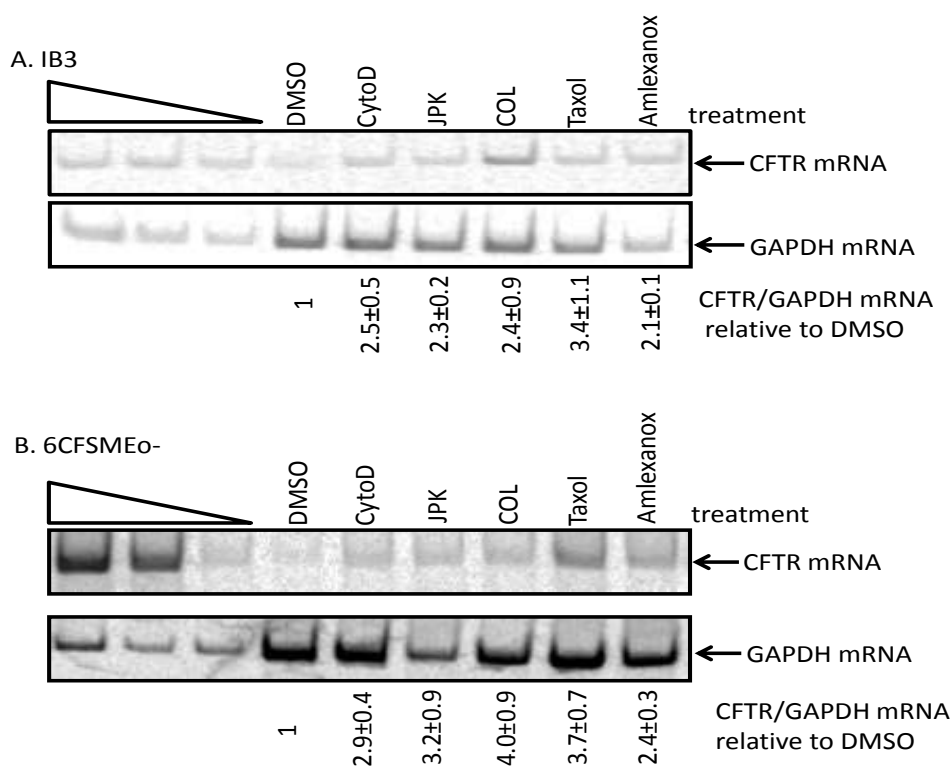 A. IB3
DMSO
CytoD
JPK
COL
Taxol
Amlexanox
treatment
CFTR mRNA
GAPDH mRNA
1
2.5±0.5
2.3±0.2
2.4±0.9
3.4±1.1
2.1±0.1
CFTR/GAPDH mRNA
relative to DMSO
B. 6CFSMEo-
DMSO
CytoD
JPK
COL
Taxol
Amlexanox
treatment
CFTR mRNA
GAPDH mRNA
1
2.9±0.4
3.2±0.9
4.0±0.9
3.7±0.7
2.4±0.3
CFTR/GAPDH mRNA
relative to DMSO